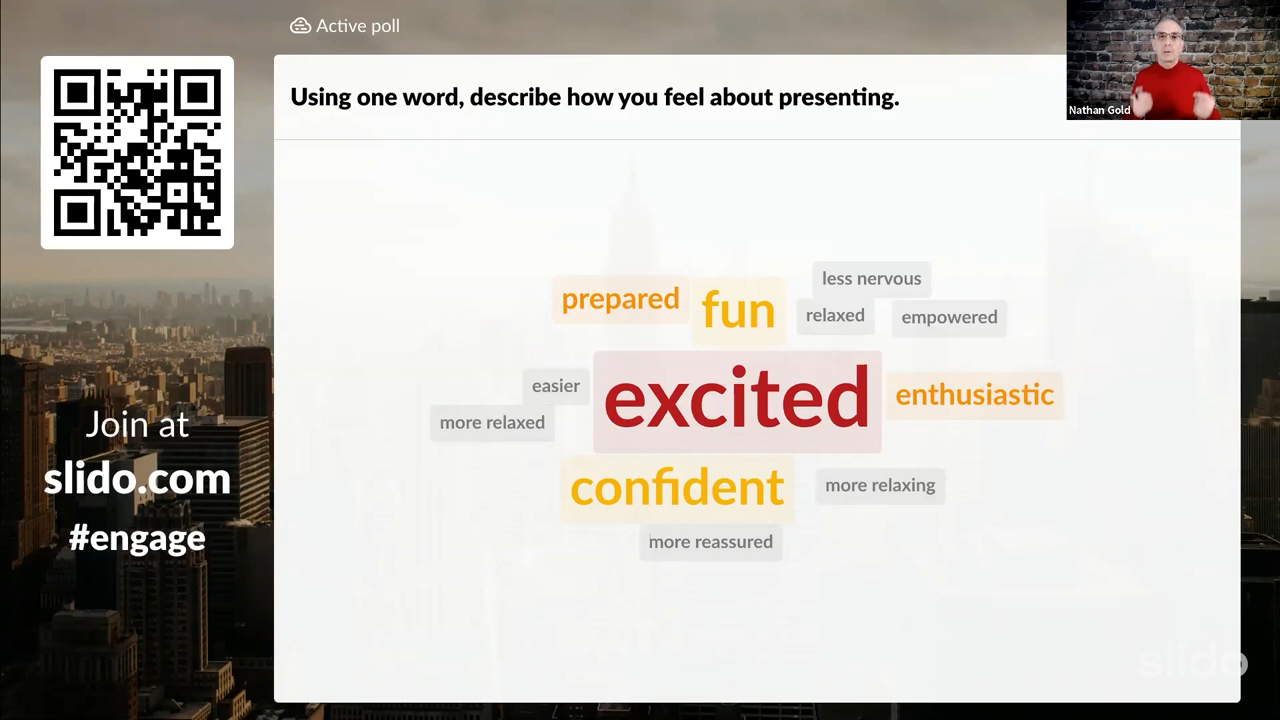 Active poll
Using one word, describe how you feel about presenting.
Nathan Gold
less nervous
prepared
fun
relaxed
empowered
easier
excited
enthusiastic
more relaxed
confident
more relaxing
more reassured
Join at
slido.com
#engage
slido